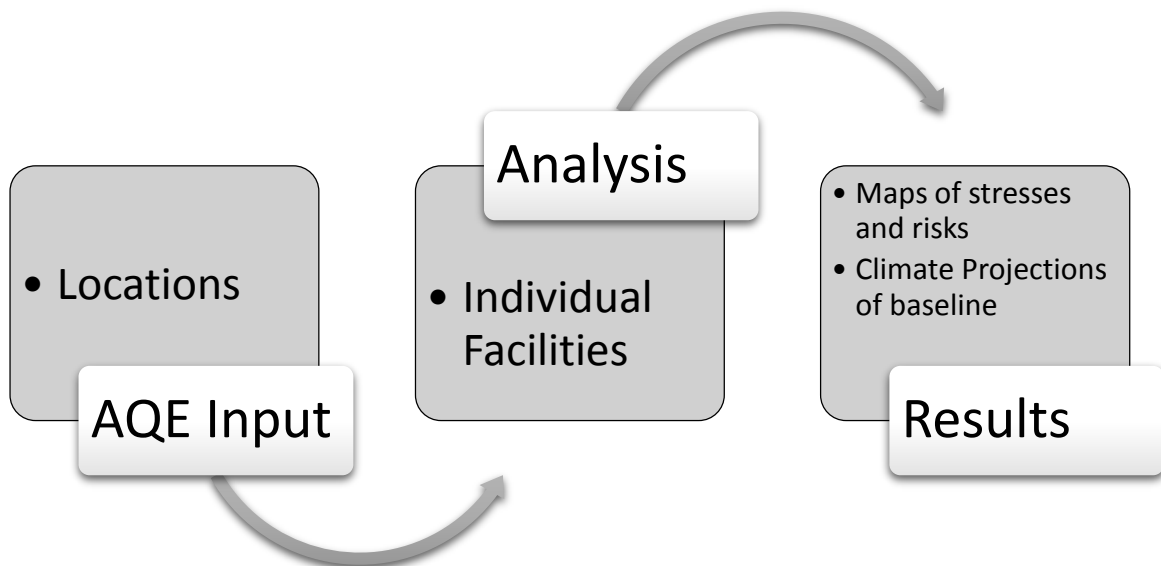 • Locations
AQE Input
Analysis
• Individual
Facilities
• Maps of stresses
and risks
• Climate Projections
of baseline
Results